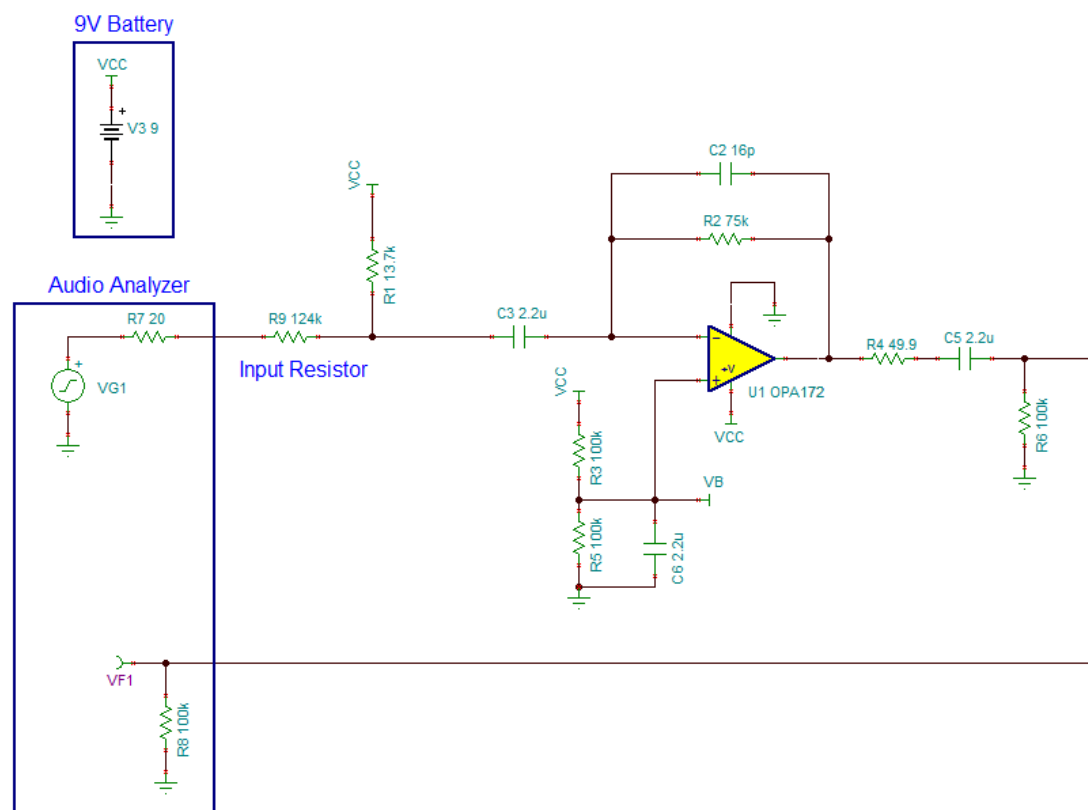 9V Battery
VCC
+
V3 9
C2 16p
VCC
R2 75k
R1 13.7k
Audio Analyzer
R7 20
R9 124k
C3 2.2u
Input Resistor
+
VG1
VCC
-
+
+V
U1 OPA172
VCC
R4 49.9
C5 2.2u
R6 100k
R3 100k
VB
R5 100k
C6 2.2u
VF1
R8 100k